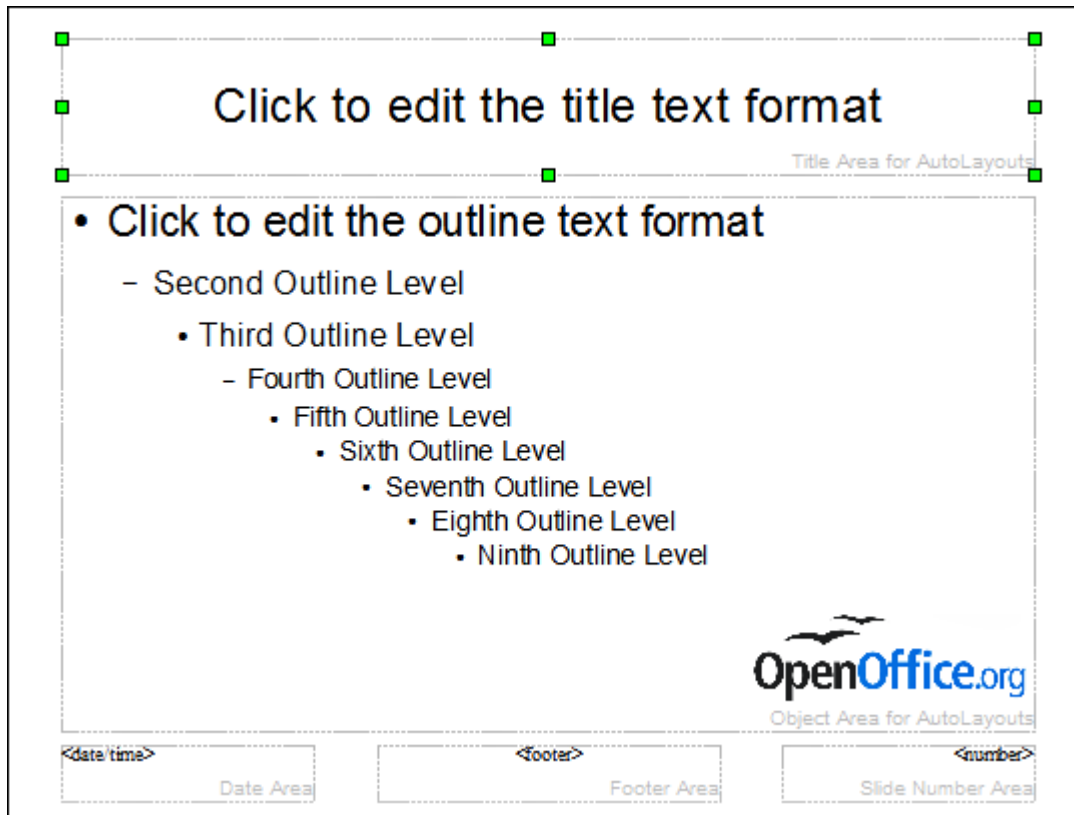 Click to edit the title text format
Title Area for AutoLayouts
• Click to edit the outline text format
– Second Outline Level
• Third Outline Level
– Fourth Outline Level
• Fifth Outline Level
• Sixth Outline Level
• Seventh Outline Level
• Eighth Outline Level
• Ninth Outline Level
OpenOffice.org
Object Area for AutoLayouts
<date/time>
Date Area
<footer>
Footer Area
<number>
Slide Number Area